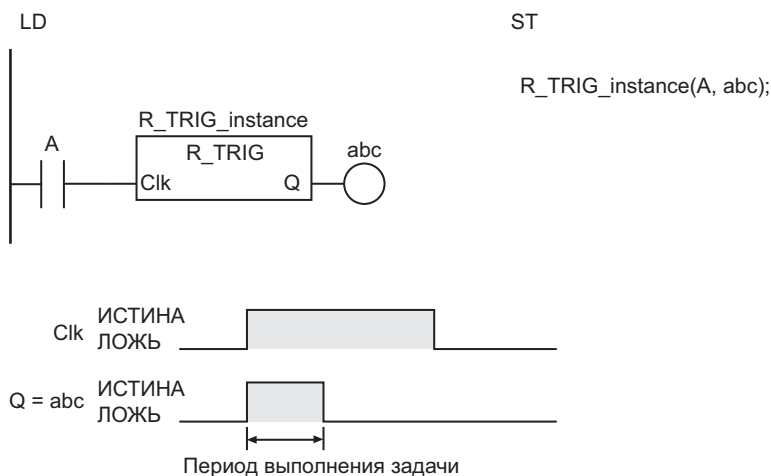 LD
ST
R_TRIG_instance(A, abc);
R_TRIG_instance
A
R_TRIG
abc
Clk
Q
Clk
ИСТИНА
ЛОЖЬ
Q = abc
ИСТИНА
ЛОЖЬ
Период выполнения задачи